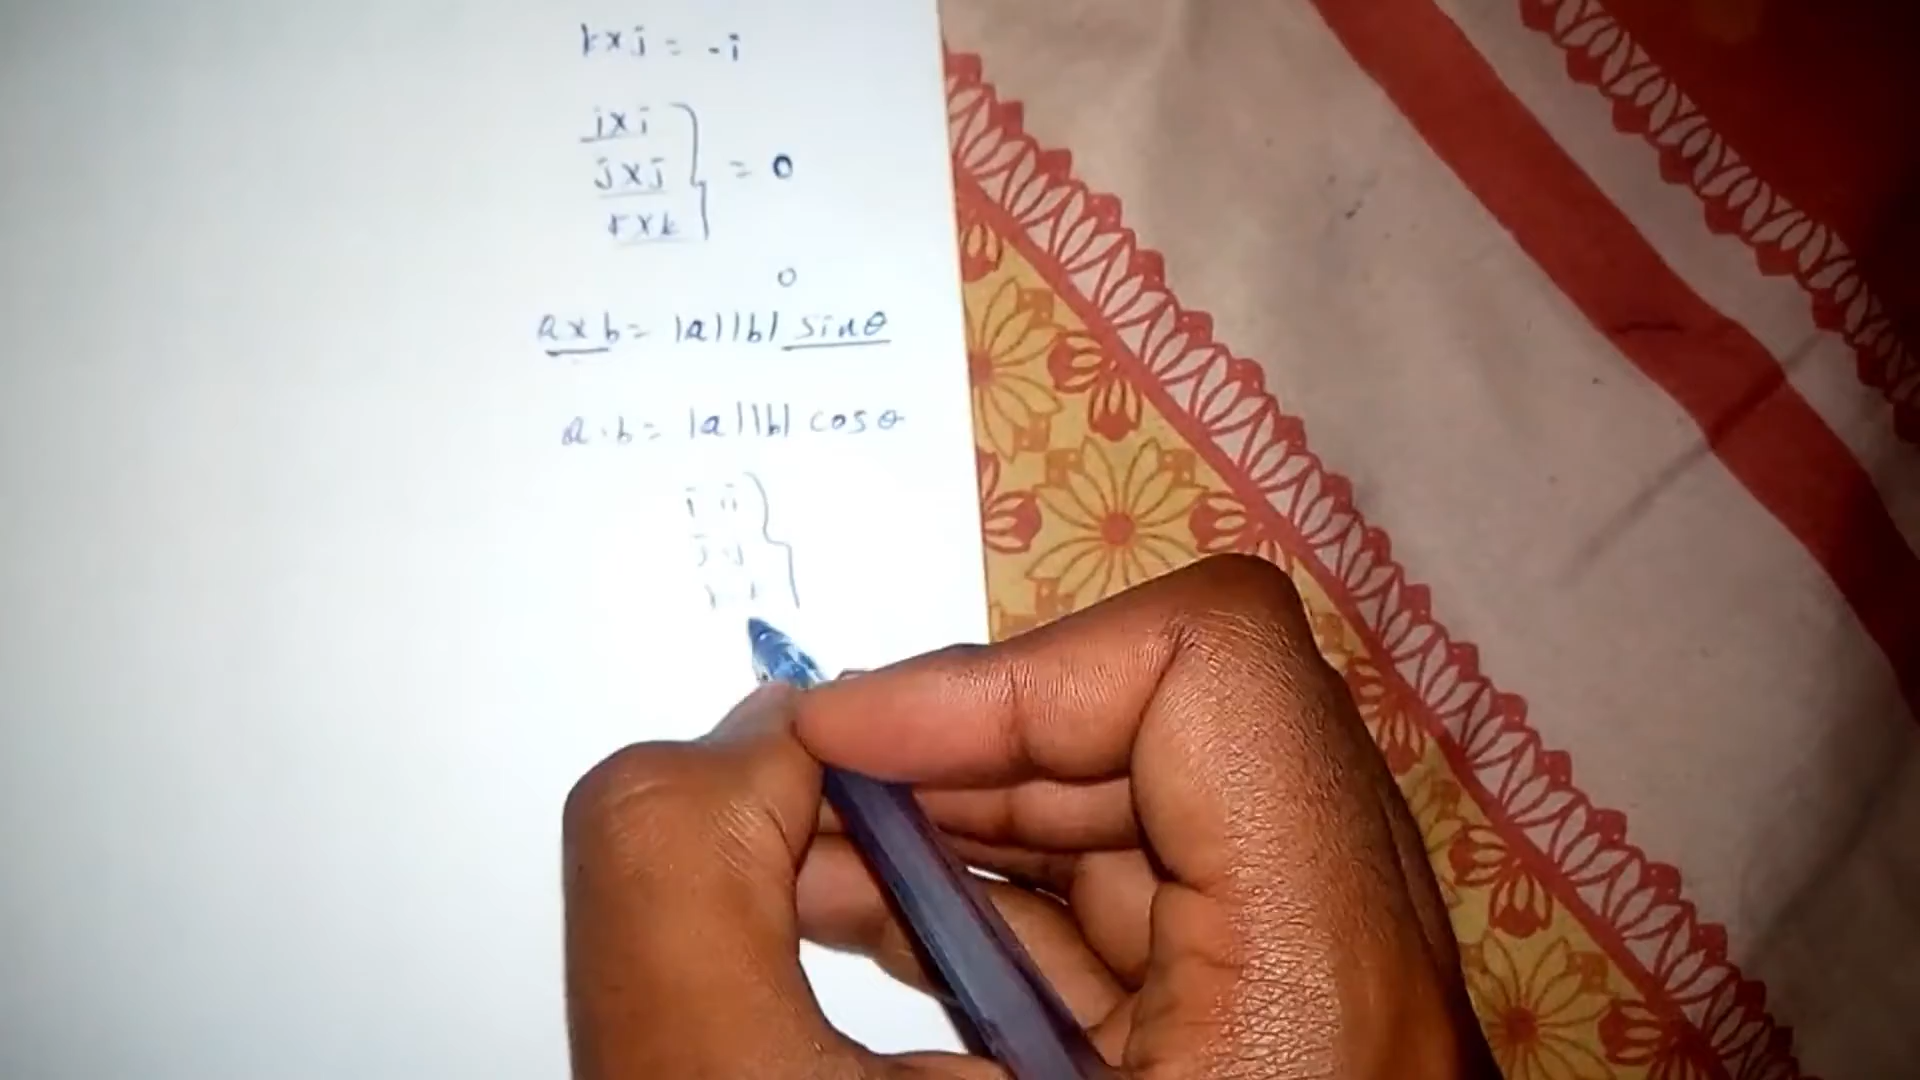 k×j = -i
i×i
j×j } = 0
k×k
0
a×b = |a||b| sinθ
a·b = |a||b| cosθ
i · i
j · j }
k · k